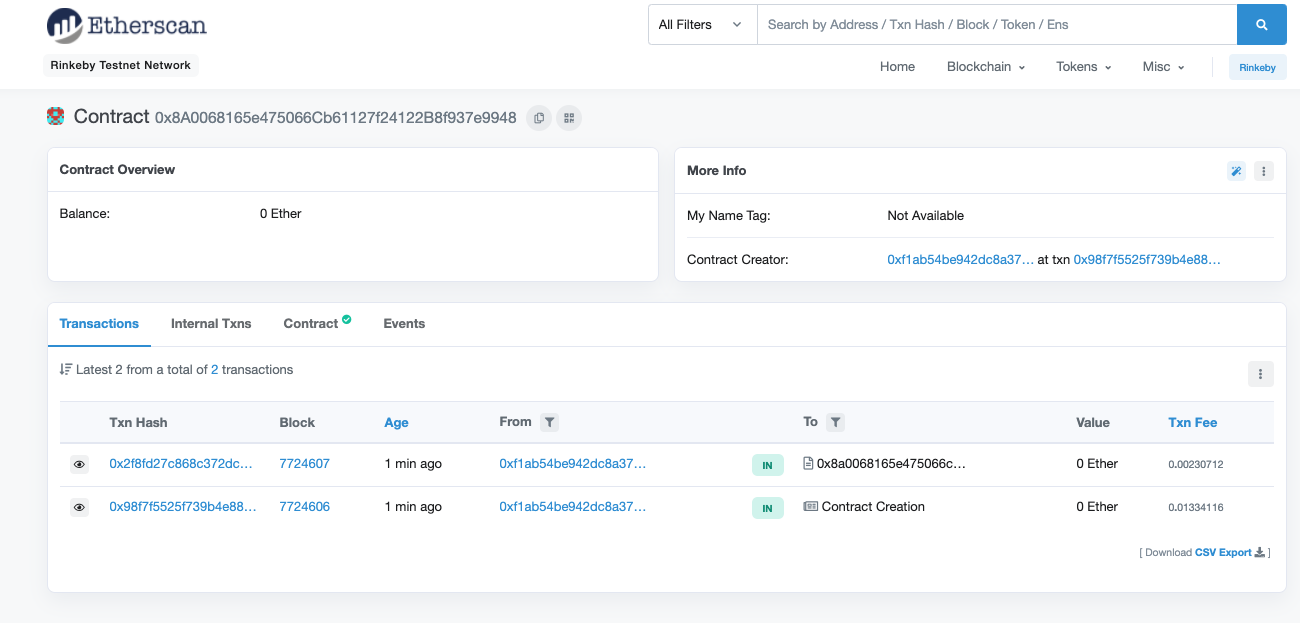 Etherscan
All Filters Search by Address / Txn Hash / Block / Token / Ens
Rinkeby Testnet Network
Home Blockchain Tokens Misc Rinkeby
Contract 0x8A0068165e475066Cb61127f24122B8f937e9948
Contract Overview
Balance: 0 Ether
More Info
My Name Tag: Not Available
Contract Creator: 0xf1ab54be942dc8a37... at txn 0x98f7f5525f739b4e88...
Transactions Internal Txns Contract Events
Latest 2 from a total of 2 transactions
Txn Hash Block Age From To Value Txn Fee
0x2f8fd27c868c372dc... 7724607 1 min ago 0xf1ab54be942dc8a37... IN 0x8a0068165e475066c... 0 Ether 0.00230712
0x98f7f5525f739b4e88... 7724606 1 min ago 0xf1ab54be942dc8a37... IN Contract Creation 0 Ether 0.01334116
[ Download CSV Export ]